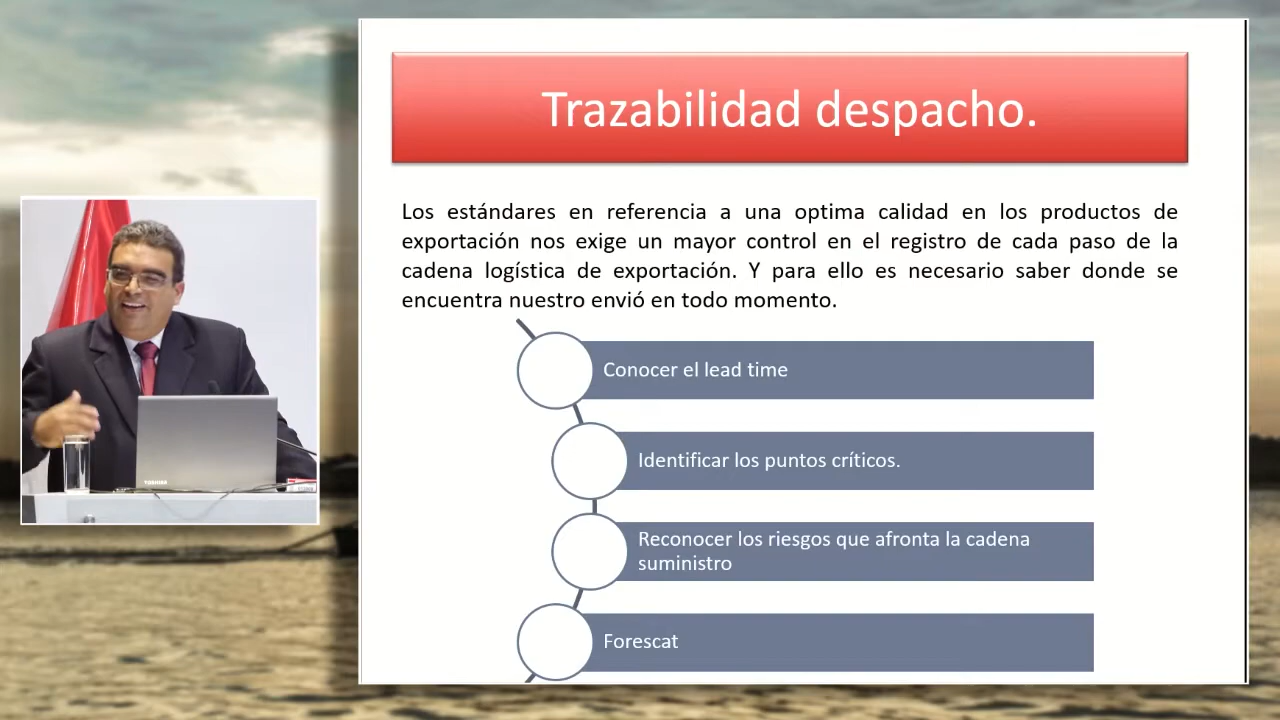 Trazabilidad despacho.
Los estándares en referencia a una optima calidad en los productos de
exportación nos exige un mayor control en el registro de cada paso de la
cadena logística de exportación. Y para ello es necesario saber donde se
encuentra nuestro envió en todo momento.
Conocer el lead time
Identificar los puntos críticos.
Reconocer los riesgos que afronta la cadena
suministro
Forescat
TOSHIBA